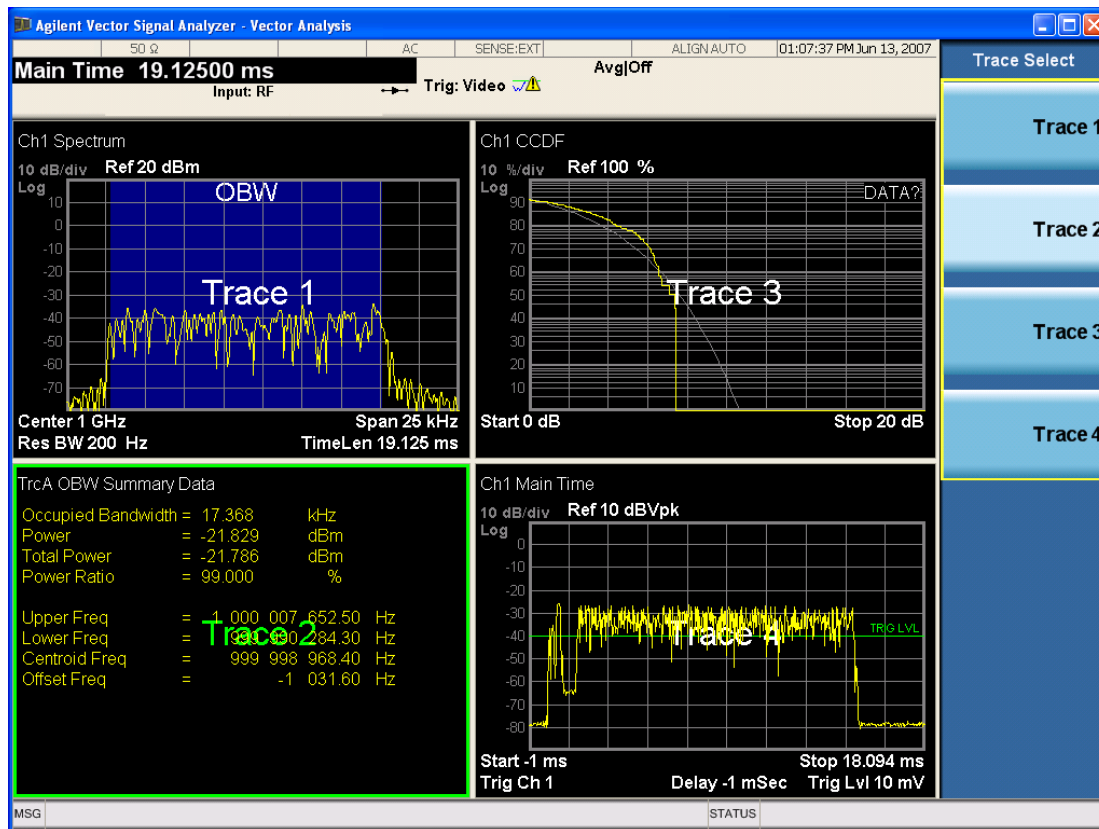 Agilent Vector Signal Analyzer - Vector Analysis
50 Ω AC SENSE:EXT ALIGN AUTO 01:07:37 PM Jun 13, 2007
Main Time 19.12500 ms
Input: RF
Trig: Video
Avg|Off
Trace Select
Trace 1
Trace 2
Trace 3
Trace 4
Ch1 Spectrum
10 dB/div Ref 20 dBm
Log
OBW
10
0
-10
-20
-30
-40
-50
-60
-70
Trace 1
Center 1 GHz Span 25 kHz
Res BW 200 Hz TimeLen 19.125 ms
Ch1 CCDF
10 %/div Ref 100 %
Log
DATA?
90
80
70
60
50
40
30
20
10
Trace 3
Start 0 dB Stop 20 dB
TrcA OBW Summary Data
Occupied Bandwidth = 17.368 kHz
Power = -21.829 dBm
Total Power = -21.786 dBm
Power Ratio = 99.000 %
Upper Freq = 1 000 007 652.50 Hz
Lower Freq = 999 990 284.30 Hz
Centroid Freq = 999 998 968.40 Hz
Offset Freq = -1 031.60 Hz
Trace 2
Ch1 Main Time
10 dB/div Ref 10 dBVpk
Log
0
-10
-20
-30
-40
-50
-60
-70
-80
TRIG LVL
Trace 4
Start -1 ms Stop 18.094 ms
Trig Ch 1 Delay -1 mSec Trig Lvl 10 mV
MSG STATUS